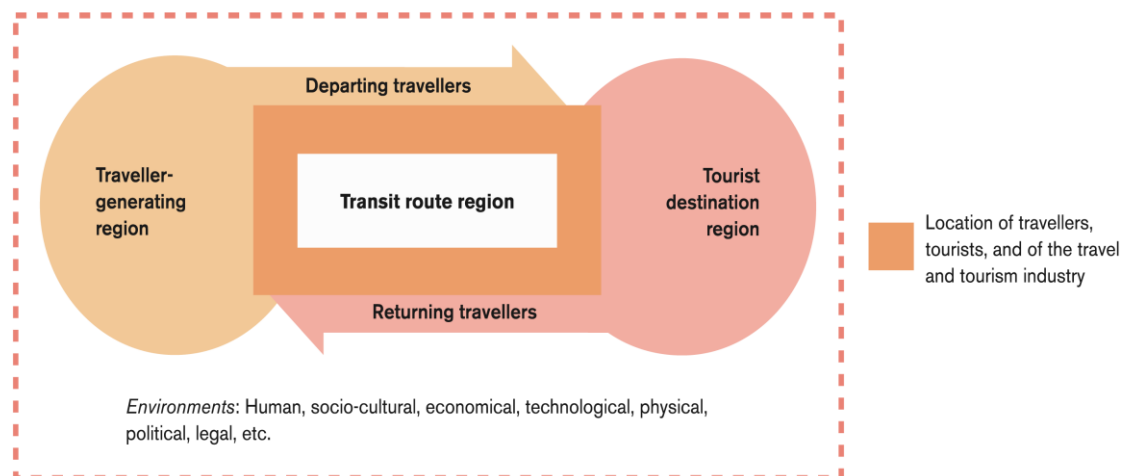 Departing travellers
Traveller-
generating
region
Transit route region
Tourist
destination
region
Returning travellers
Environments: Human, socio-cultural, economical, technological, physical,
political, legal, etc.
Location of travellers,
tourists, and of the travel
and tourism industry